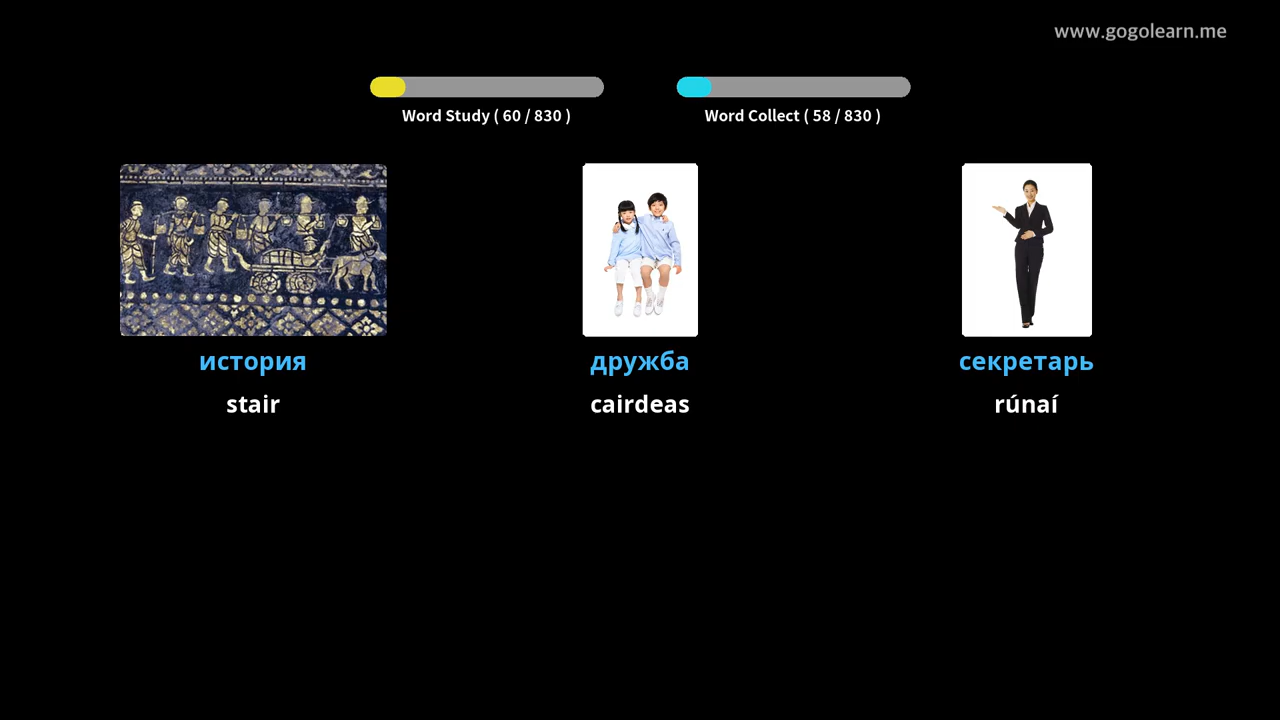 www.gogolearn.me
Word Study ( 60 / 830 )
Word Collect ( 58 / 830 )
история
дружба
секретарь
stair
cairdeas
rúnaí